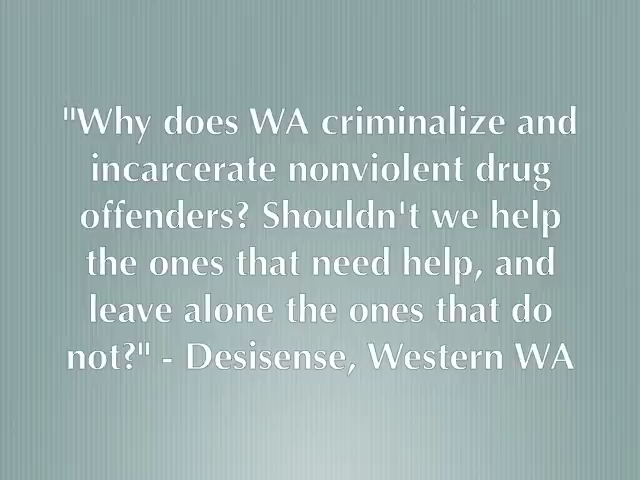 "Why does WA criminalize and
incarcerate nonviolent drug
offenders? Shouldn't we help
the ones that need help, and
leave alone the ones that do
not?" - Desisense, Western WA